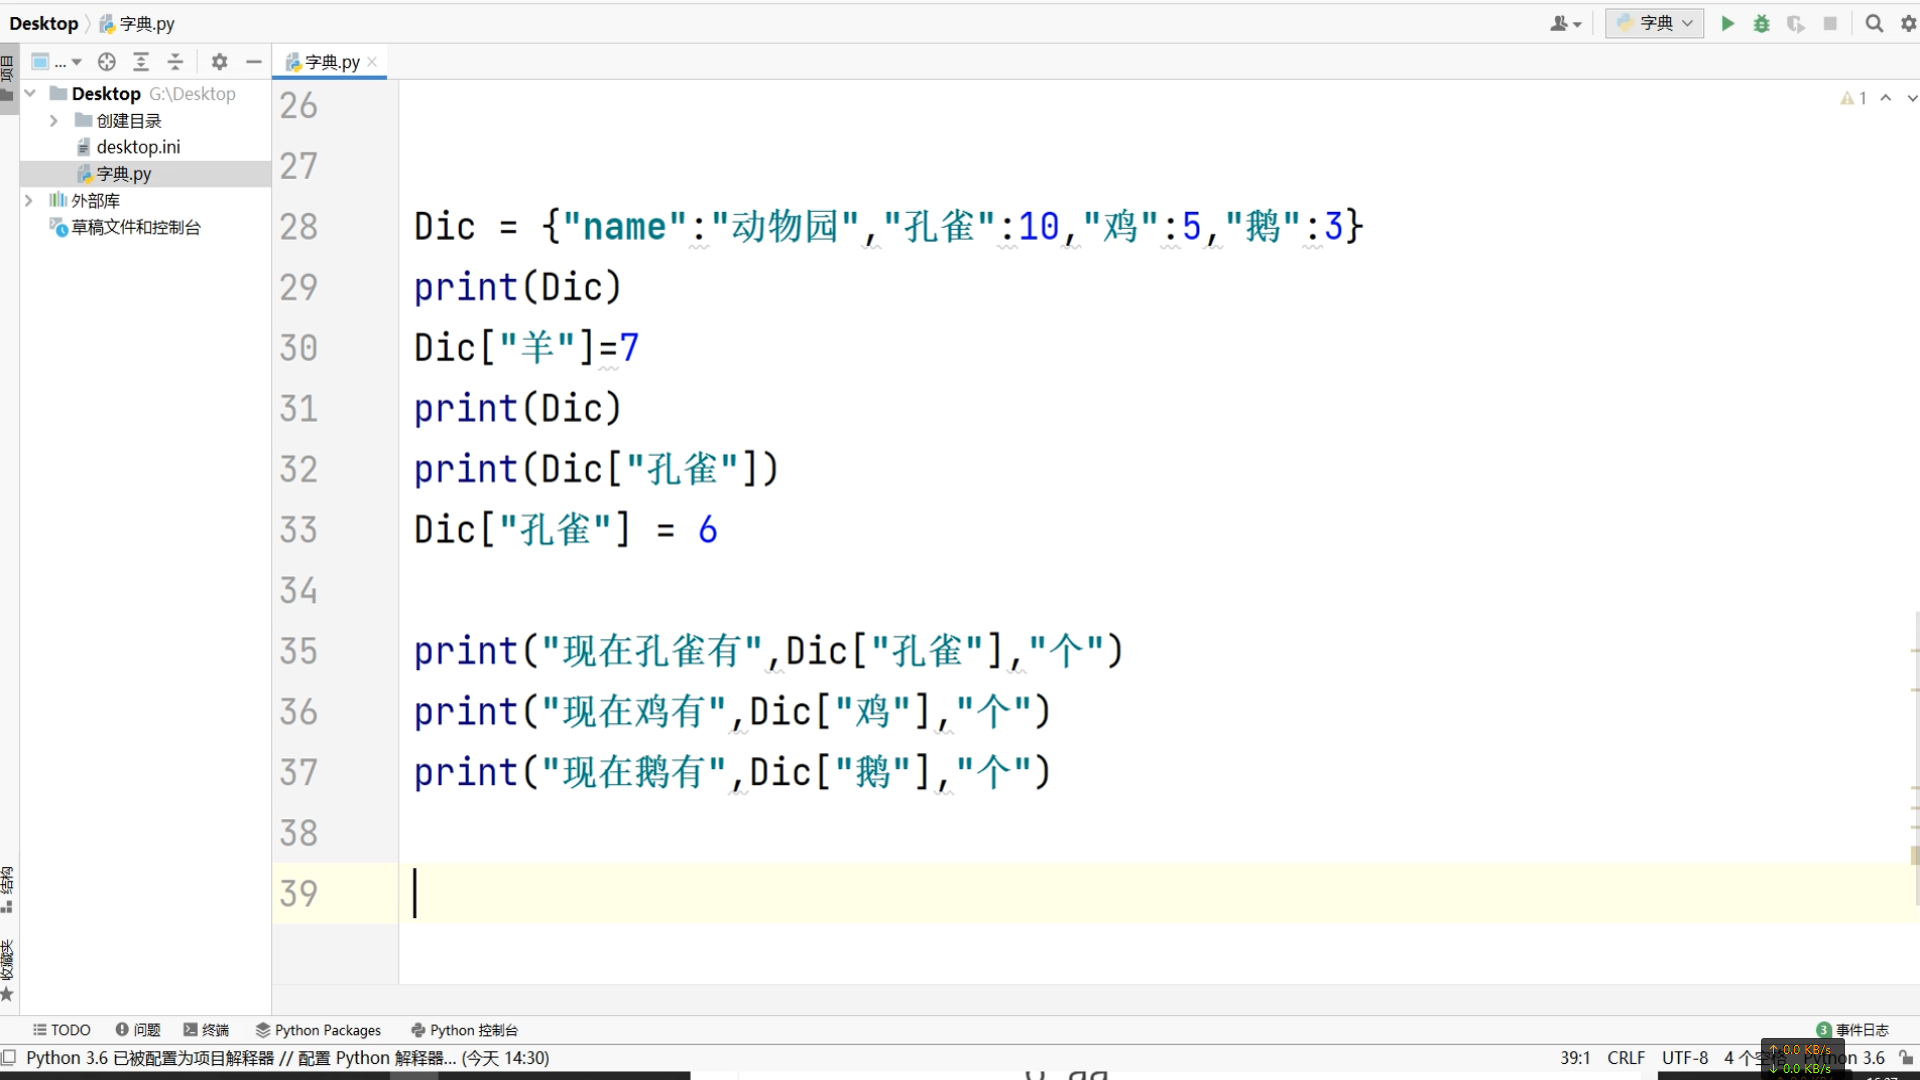 Desktop 字典.py
字典
项目
...
字典.py
Desktop G:\Desktop
创建目录
desktop.ini
字典.py
外部库
草稿文件和控制台
1
26
27
28 Dic = {"name":"动物园","孔雀":10,"鸡":5,"鹅":3}
29 print(Dic)
30 Dic["羊"]=7
31 print(Dic)
32 print(Dic["孔雀"])
33 Dic["孔雀"] = 6
34
35 print("现在孔雀有",Dic["孔雀"],"个")
36 print("现在鸡有",Dic["鸡"],"个")
37 print("现在鹅有",Dic["鹅"],"个")
38
39
结构
收藏夹
TODO 问题 终端 Python Packages Python 控制台
3 事件日志
Python 3.6 已被配置为项目解释器 // 配置 Python 解释器... (今天 14:30)
39:1 CRLF UTF-8 4 个空格 Python 3.6
↑ 0.0 KB/s
↓ 0.0 KB/s